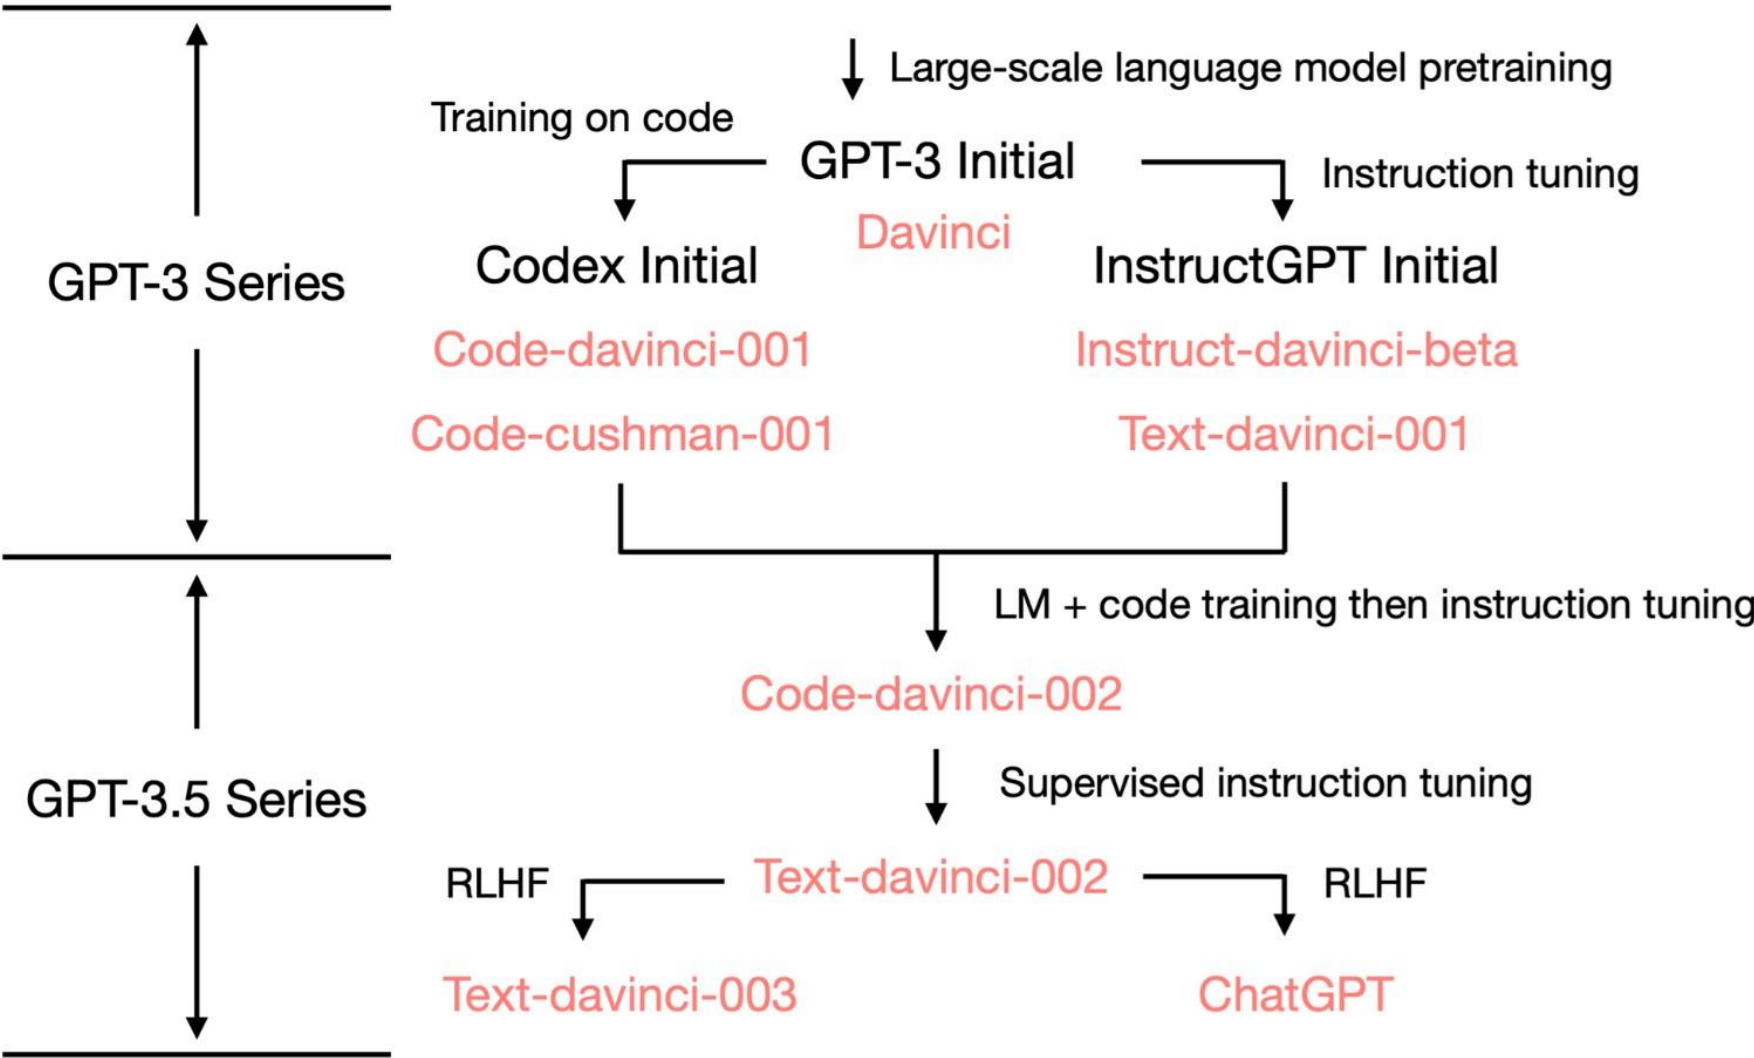 Large-scale language model pretraining
Training on code
GPT-3 Initial
Instruction tuning
Davinci
Codex Initial
InstructGPT Initial
GPT-3 Series
Code-davinci-001
Instruct-davinci-beta
Code-cushman-001
Text-davinci-001
LM + code training then instruction tuning
Code-davinci-002
Supervised instruction tuning
GPT-3.5 Series
RLHF
Text-davinci-002
RLHF
Text-davinci-003
ChatGPT